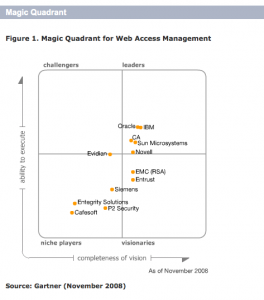 Magic Quadrant
Figure 1. Magic Quadrant for Web Access Management
challengers
leaders
Oracle
IBM
CA
Sun Microsystems
Evidian
Novell
EMC (RSA)
Entrust
Siemens
Entegrity Solutions
P2 Security
Cafesoft
ability to execute
niche players
visionaries
completeness of vision
As of November 2008
Source: Gartner (November 2008)